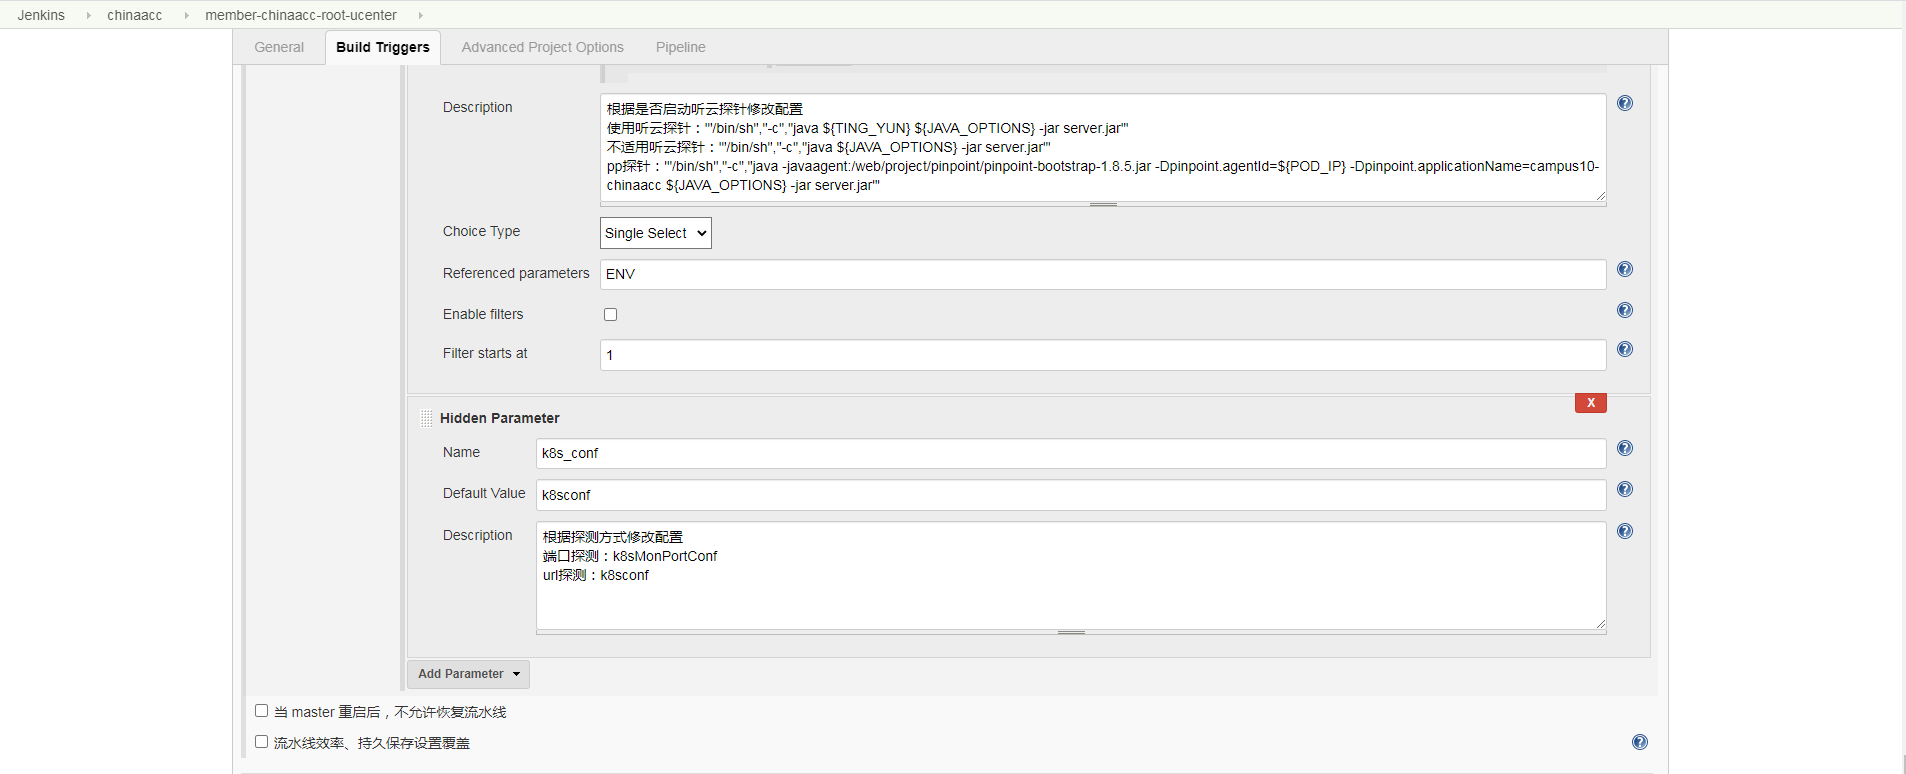 Jenkins chinaacc member-chinaacc-root-ucenter
General Build Triggers Advanced Project Options Pipeline
Description
根据是否启动听云探针修改配置
使用听云探针：'"/bin/sh","-c","java ${TING_YUN} ${JAVA_OPTIONS} -jar server.jar"'
不适用听云探针：'"/bin/sh","-c","java ${JAVA_OPTIONS} -jar server.jar"'
pp探针：'"/bin/sh","-c","java -javaagent:/web/project/pinpoint/pinpoint-bootstrap-1.8.5.jar -Dpinpoint.agentId=${POD_IP} -Dpinpoint.applicationName=campus10-
chinaacc ${JAVA_OPTIONS} -jar server.jar"'
Choice Type Single Select
Referenced parameters ENV
Enable filters
Filter starts at 1
X
Hidden Parameter
Name k8s_conf
Default Value k8sconf
Description
根据探测方式修改配置
端口探测：k8sMonPortConf
url探测：k8sconf
Add Parameter
当 master 重启后，不允许恢复流水线
流水线效率、持久保存设置覆盖